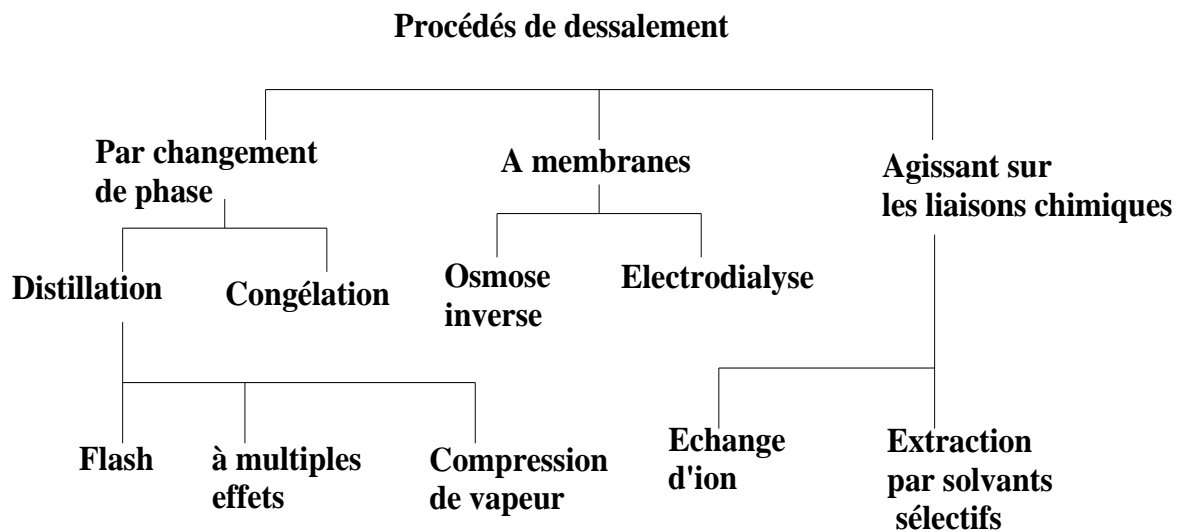 Procédés de dessalement
Par changement
de phase
A membranes
Agissant sur
les liaisons chimiques
Distillation
Congélation
Osmose
inverse
Electrodialyse
Flash
à multiples
effets
Compression
de vapeur
Echange
d'ion
Extraction
par solvants
sélectifs